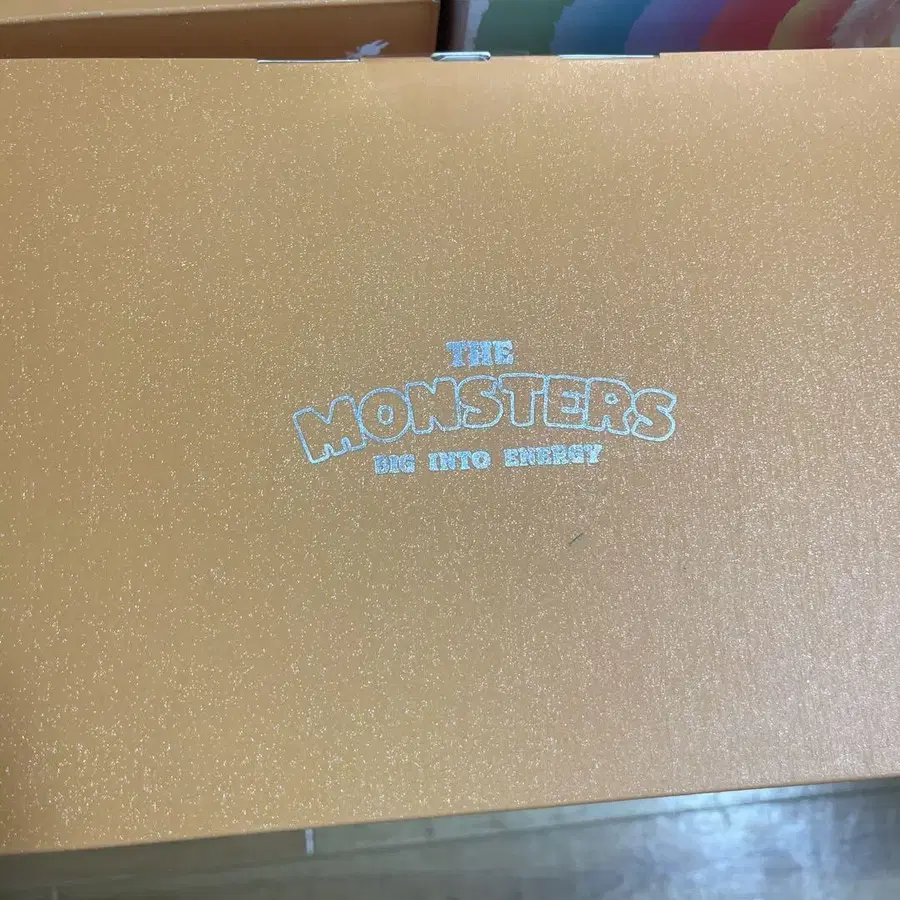 THE
MONSTERS
BIG INTO ENERGY